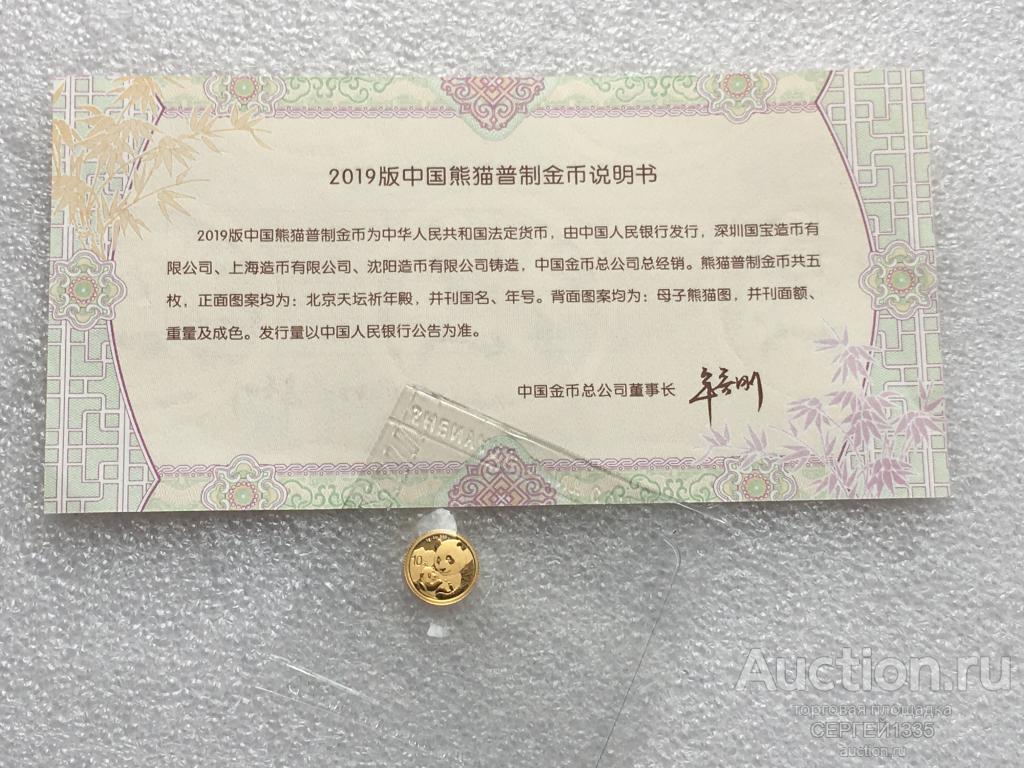 2019版中国熊猫普制金币说明书
2019版中国熊猫普制金币为中华人民共和国法定货币，由中国人民银行发行，深圳国宝造币有
限公司、上海造币有限公司、沈阳造币有限公司铸造，中国金币总公司总经销。熊猫普制金币共五
枚，正面图案均为：北京天坛祈年殿，并刊国名、年号。背面图案均为：母子熊猫图，并刊面额、
重量及成色。发行量以中国人民银行公告为准。
中国金币总公司董事长
10
Auction.ru
торговая площадка
СЕРГЕЙ1335
auction.ru